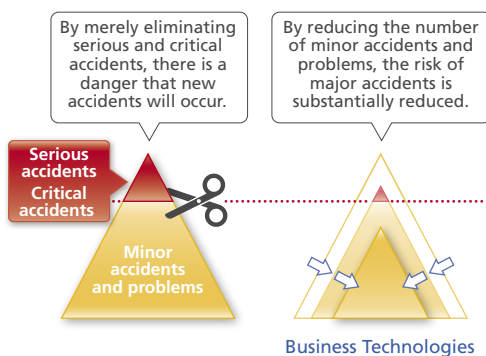 By merely eliminating
serious and critical
accidents, there is a
danger that new
accidents will occur.
By reducing the number
of minor accidents and
problems, the risk of
major accidents is
substantially reduced.
Serious
accidents
Critical
accidents
Minor
accidents
and problems
Business Technologies